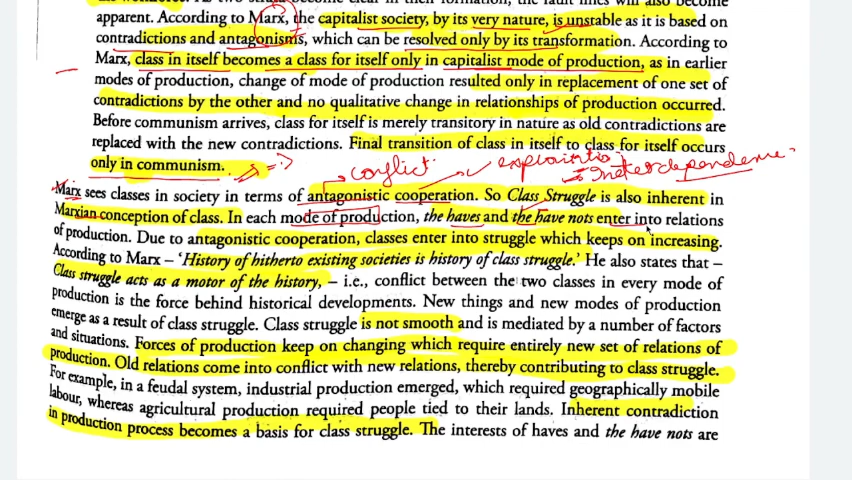 apparent. According to Marx, the capitalist society, by its very nature, is unstable as it is based on
contradictions and antagonisms, which can be resolved only by its transformation. According to
Marx, class in itself becomes a class for itself only in capitalist mode of production, as in earlier
modes of production, change of mode of production resulted only in replacement of one set of
contradictions by the other and no qualitative change in relationships of production occurred.
Before communism arrives, class for itself is merely transitory in nature as old contradictions are
replaced with the new contradictions. Final transition of class in itself to class for itself occurs
only in communism.
conflict
exploitation
interdependence
Marx sees classes in society in terms of antagonistic cooperation. So Class Struggle is also inherent in
Marxian conception of class. In each mode of production, the haves and the have nots enter into relations
of production. Due to antagonistic cooperation, classes enter into struggle which keeps on increasing.
According to Marx – 'History of hitherto existing societies is history of class struggle.' He also states that –
Class struggle acts as a motor of the history, – i.e., conflict between the two classes in every mode of
production is the force behind historical developments. New things and new modes of production
emerge as a result of class struggle. Class struggle is not smooth and is mediated by a number of factors
and situations. Forces of production keep on changing which require entirely new set of relations of
production. Old relations come into conflict with new relations, thereby contributing to class struggle.
For example, in a feudal system, industrial production emerged, which required geographically mobile
labour, whereas agricultural production required people tied to their lands. Inherent contradiction
in production process becomes a basis for class struggle. The interests of haves and the have nots are